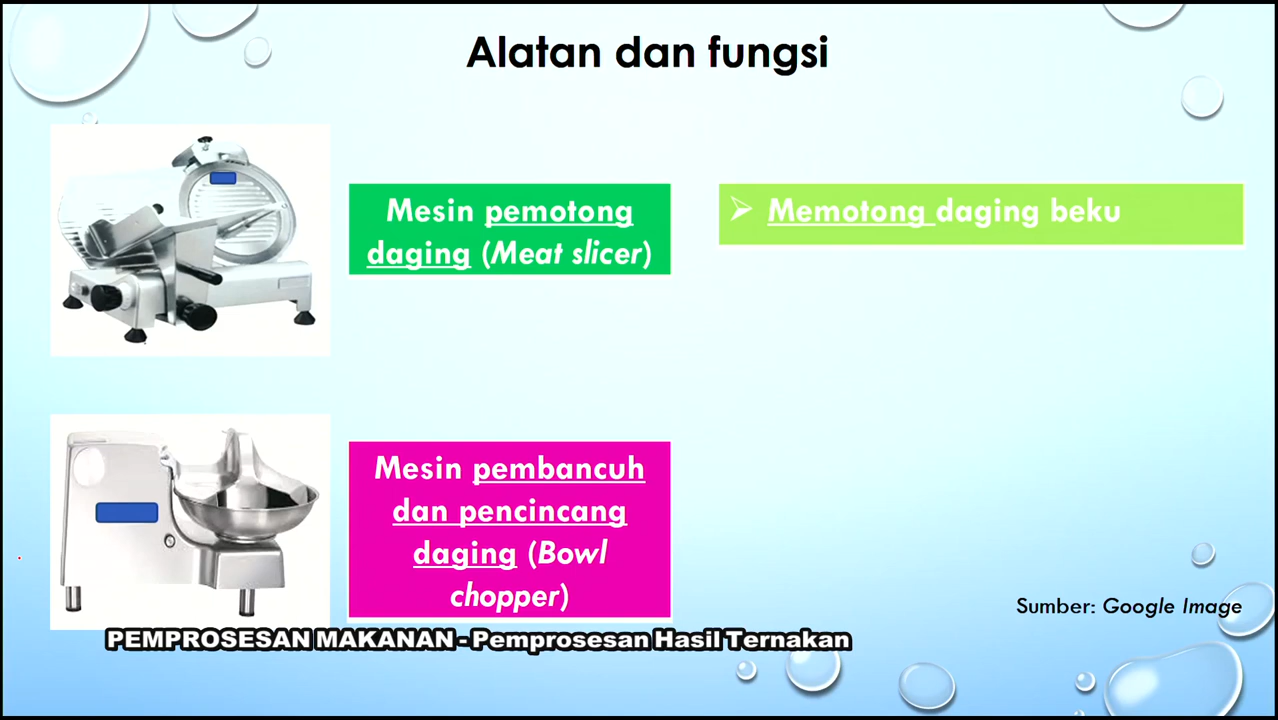 Alatan dan fungsi
Mesin pemotong
daging (Meat slicer)
➢ Memotong daging beku
Mesin pembancuh
dan pencincang
daging (Bowl
chopper)
Sumber: Google Image
PEMPROSESAN MAKANAN - Pemprosesan Hasil Ternakan